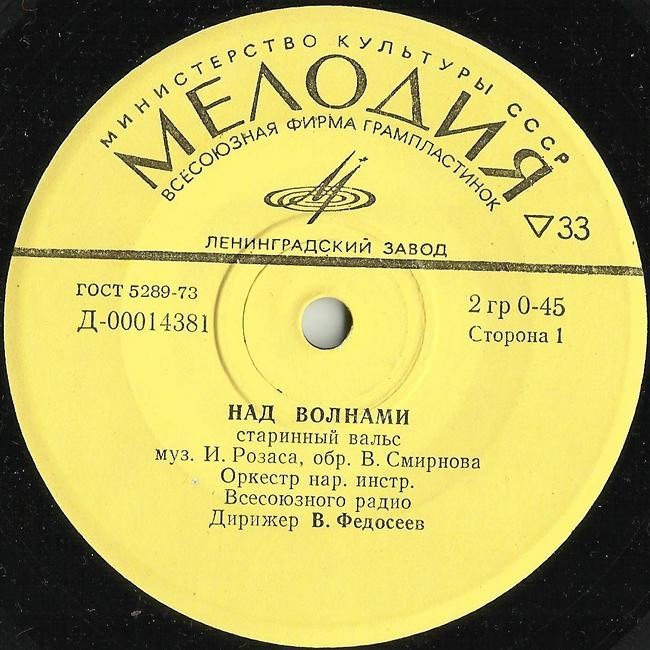 МИНИСТЕРСТВО КУЛЬТУРЫ СССР
МЕЛОДИЯ
ВСЕСОЮЗНАЯ ФИРМА ГРАМПЛАСТИНОК
▽33
ЛЕНИНГРАДСКИЙ ЗАВОД
ГОСТ 5289-73
Д-00014381
2 гр 0-45
Сторона 1
НАД ВОЛНАМИ
старинный вальс
муз. И. Розаса, обр. В. Смирнова
Оркестр нар. инстр.
Всесоюзного радио
Дирижер В. Федосеев